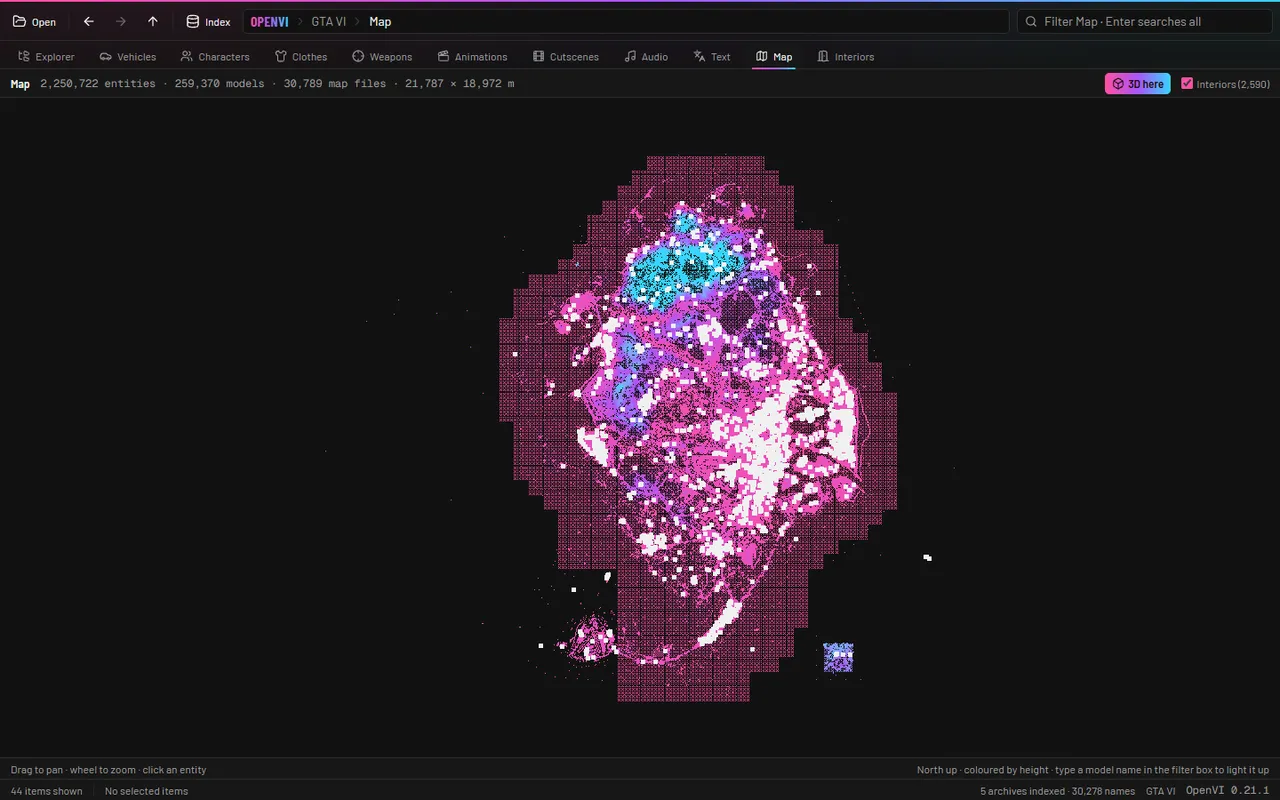 Open Index OPENVI GTA VI Map Filter Map · Enter searches all
Explorer Vehicles Characters Clothes Weapons Animations Cutscenes Audio Text Map Interiors
Map 2,250,722 entities · 259,370 models · 30,789 map files · 21,787 × 18,972 m 3D here Interiors (2,590)
Drag to pan · wheel to zoom · click an entity North up · coloured by height · type a model name in the filter box to light it up
44 items shown No selected items 5 archives indexed · 30,278 names GTA VI OpenVI 0.21.1